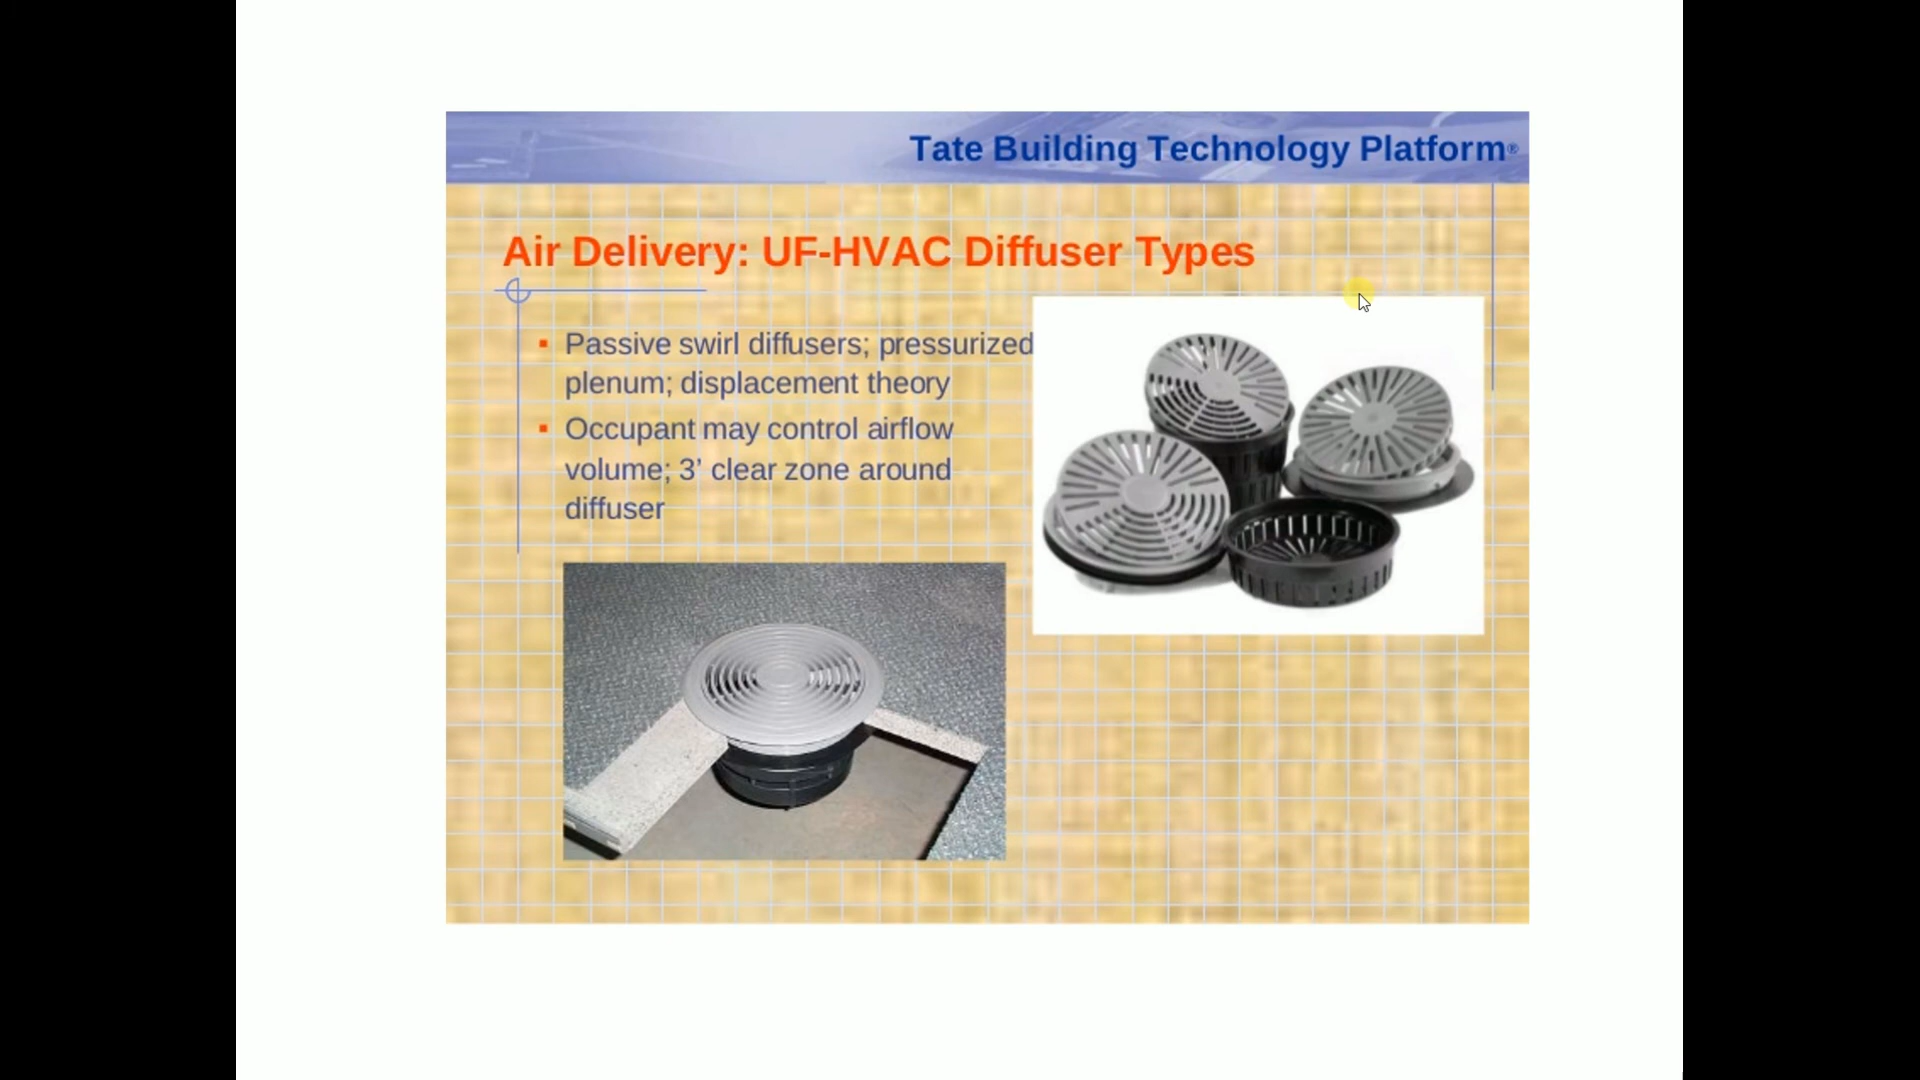 Tate Building Technology Platform®
Air Delivery: UF-HVAC Diffuser Types
▪ Passive swirl diffusers; pressurized
plenum; displacement theory
▪ Occupant may control airflow
volume; 3' clear zone around
diffuser